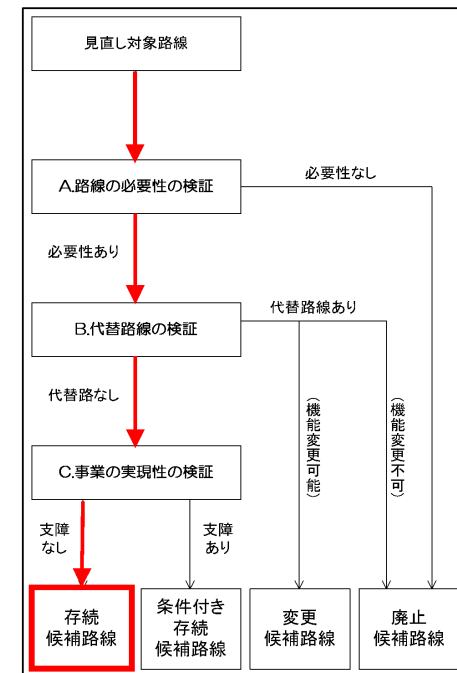 見直し対象路線
A.路線の必要性の検証
必要性なし
必要性あり
B.代替路線の検証
代替路線あり
代替路なし
(機能変更可能)
(機能変更不可)
C.事業の実現性の検証
支障
なし
支障
あり
存続
候補路線
条件付き
存続
候補路線
変更
候補路線
廃止
候補路線